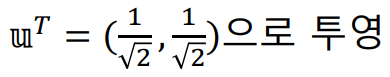 𝕦^T = (1/√2, 1/√2)으로 투영